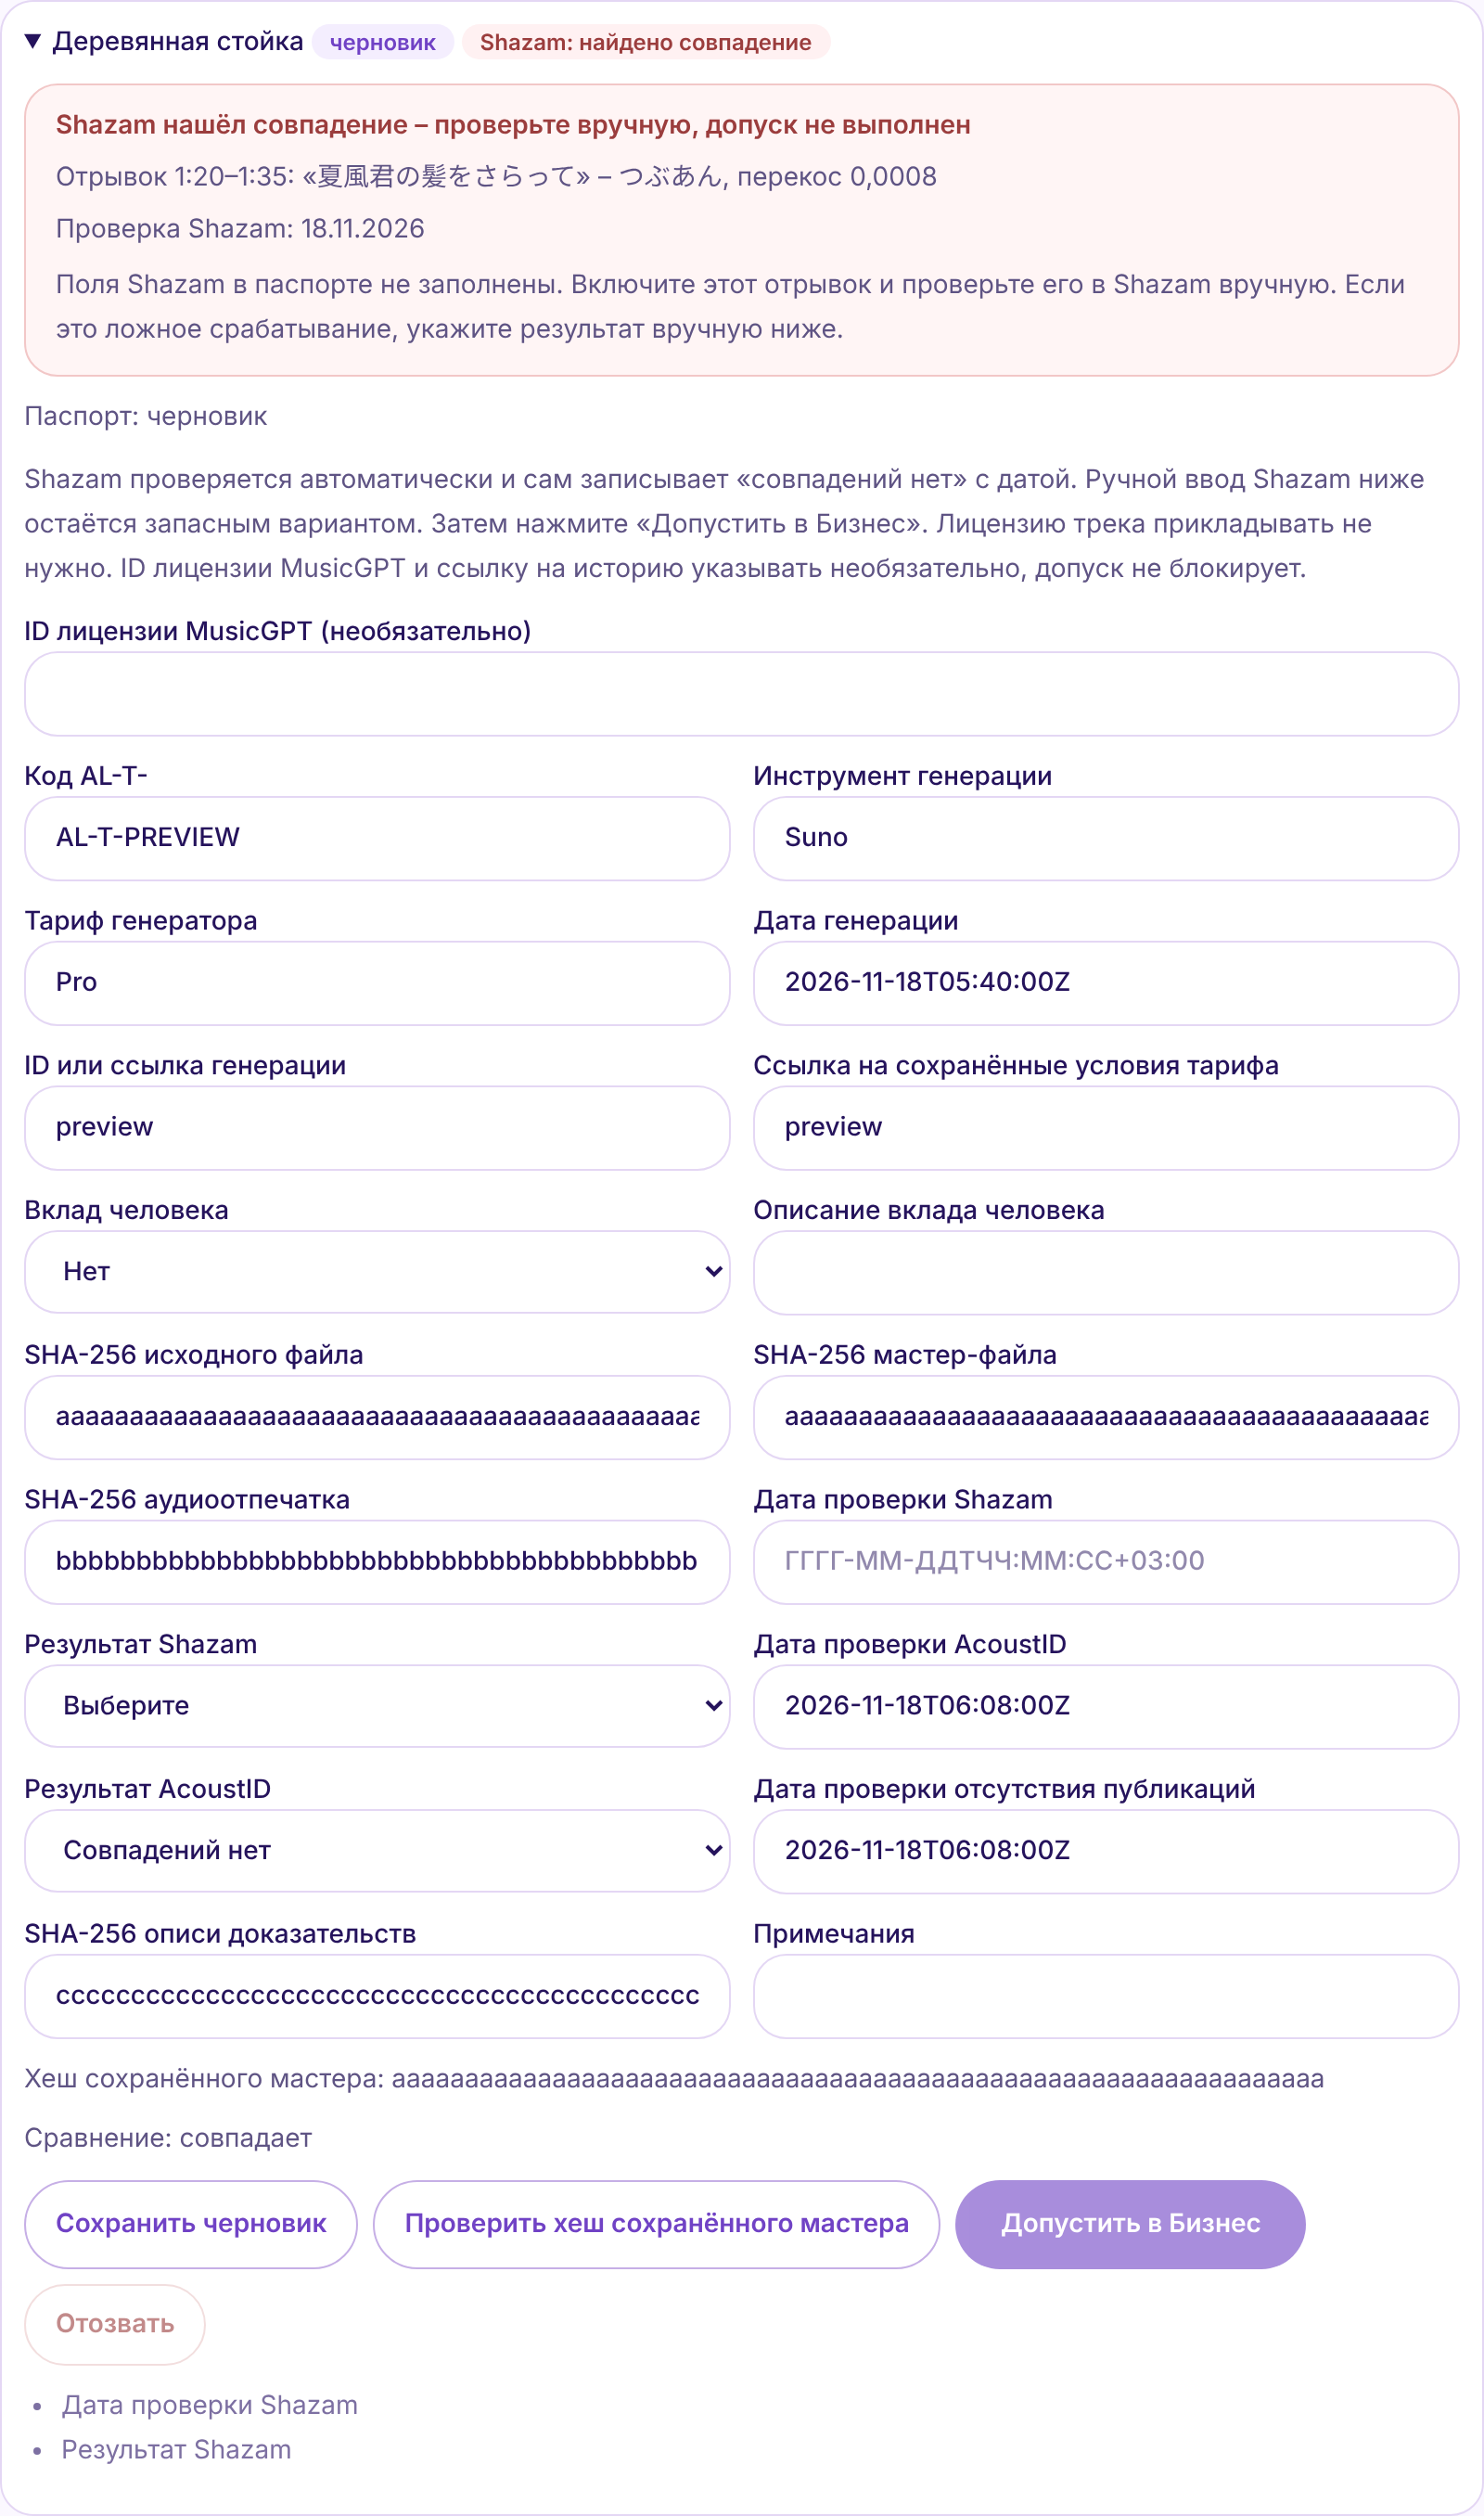 ▼ Деревянная стойка черновик Shazam: найдено совпадение
Shazam нашёл совпадение – проверьте вручную, допуск не выполнен
Отрывок 1:20–1:35: «夏風君の髪をさらって» – つぶあん, перекос 0,0008
Проверка Shazam: 18.11.2026
Поля Shazam в паспорте не заполнены. Включите этот отрывок и проверьте его в Shazam вручную. Если
это ложное срабатывание, укажите результат вручную ниже.
Паспорт: черновик
Shazam проверяется автоматически и сам записывает «совпадений нет» с датой. Ручной ввод Shazam ниже
остаётся запасным вариантом. Затем нажмите «Допустить в Бизнес». Лицензию трека прикладывать не
нужно. ID лицензии MusicGPT и ссылку на историю указывать необязательно, допуск не блокирует.
ID лицензии MusicGPT (необязательно)
Код AL-T-
AL-T-PREVIEW
Инструмент генерации
Suno
Тариф генератора
Pro
Дата генерации
2026-11-18T05:40:00Z
ID или ссылка генерации
preview
Ссылка на сохранённые условия тарифа
preview
Вклад человека
Нет
Описание вклада человека
SHA-256 исходного файла
aaaaaaaaaaaaaaaaaaaaaaaaaaaaaaaaaaaaaaaaaaaa
SHA-256 мастер-файла
aaaaaaaaaaaaaaaaaaaaaaaaaaaaaaaaaaaaaaaaaaaa
SHA-256 аудиоотпечатка
bbbbbbbbbbbbbbbbbbbbbbbbbbbbbbbbbbbbbbbb
Дата проверки Shazam
ГГГГ-ММ-ДДТЧЧ:ММ:СС+03:00
Результат Shazam
Выберите
Дата проверки AcoustID
2026-11-18T06:08:00Z
Результат AcoustID
Совпадений нет
Дата проверки отсутствия публикаций
2026-11-18T06:08:00Z
SHA-256 описи доказательств
ccccccccccccccccccccccccccccccccccccccccccc
Примечания
Хеш сохранённого мастера: aaaaaaaaaaaaaaaaaaaaaaaaaaaaaaaaaaaaaaaaaaaaaaaaaaaaaaaaaaaaaaaa
Сравнение: совпадает
Сохранить черновик
Проверить хеш сохранённого мастера
Допустить в Бизнес
Отозвать
• Дата проверки Shazam
• Результат Shazam